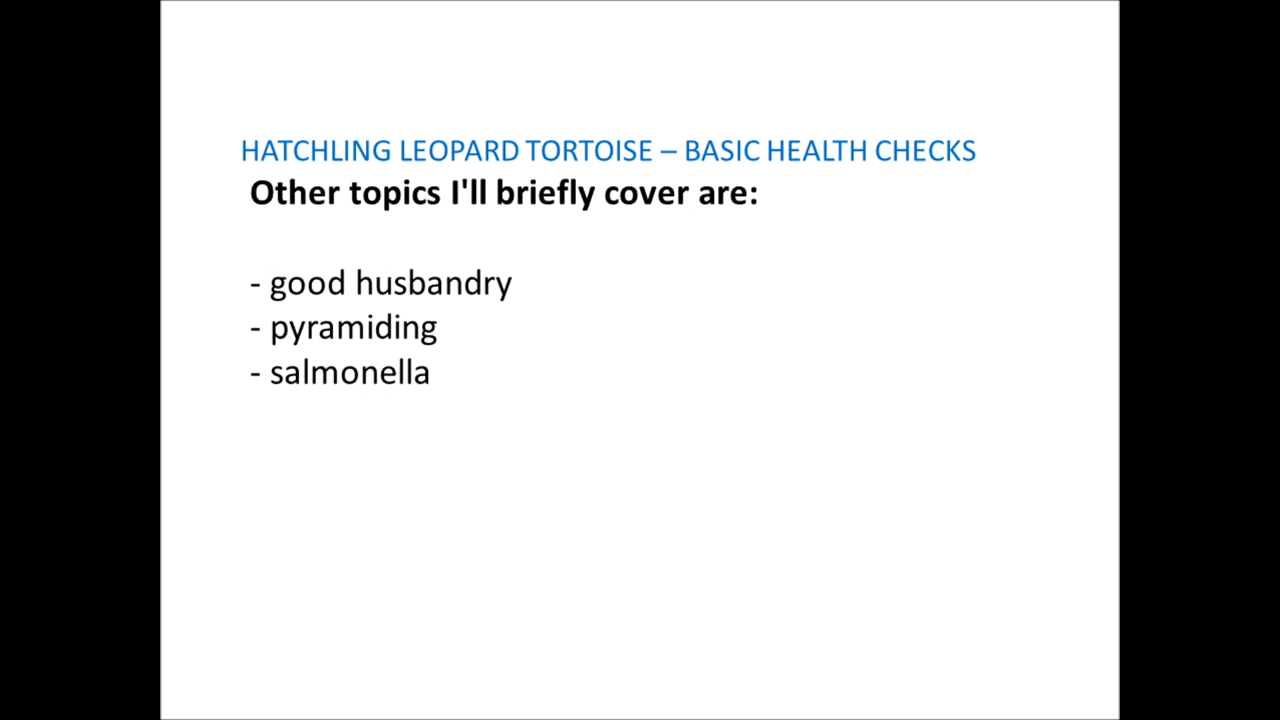 HATCHLING LEOPARD TORTOISE – BASIC HEALTH CHECKS
Other topics I'll briefly cover are:
- good husbandry
- pyramiding
- salmonella